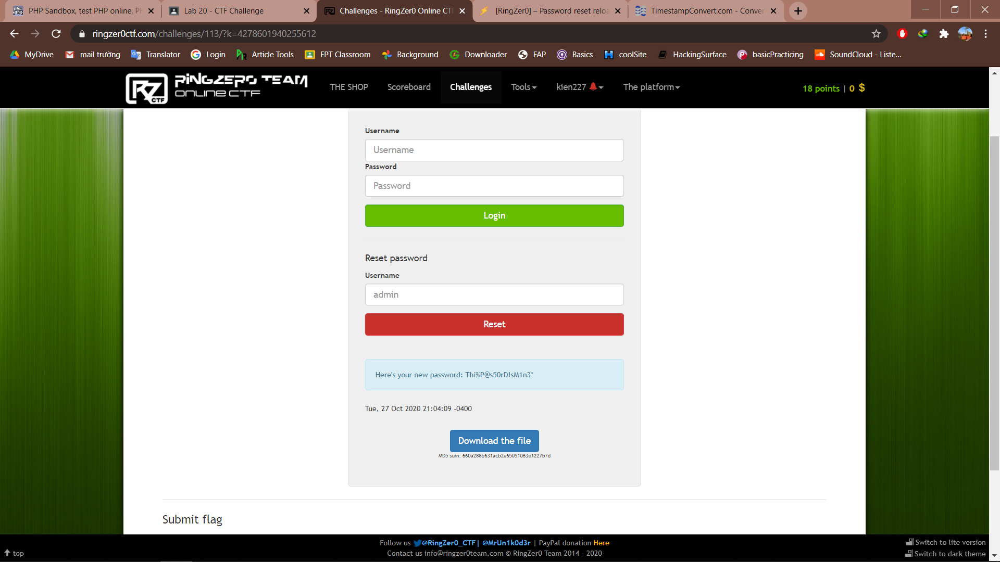 PHP Sandbox, test PHP online, P
Lab 20 - CTF Challenge
Challenges - RingZer0 Online CT
[RingZer0] – Password reset reloa
TimestampConvert.com - Conver
ringzer0ctf.com/challenges/113/?k=4278601940255612
MyDrive
mail trường
Translator
Login
Article Tools
FPT Classroom
Background
Downloader
FAP
Basics
coolSite
HackingSurface
basicPracticing
SoundCloud - Liste...
RZ CTF
RINGZER0 TEAM
ONLINE CTF
THE SHOP
Scoreboard
Challenges
Tools
kien227
The platform
18 points | 0 $
Username
Username
Password
Password
Login
Reset password
Username
admin
Reset
Here's your new password: Thi%P@s50rD!sM1n3*
Tue, 27 Oct 2020 21:04:09 -0400
Download the file
MD5 sum: 660a288b631acb2e65051063e1227b7d
Submit flag
Follow us @RingZer0_CTF | @MrUn1k0d3r | PayPal donation Here
Contact us info@ringzer0team.com © RingZer0 Team 2014 - 2020
top
Switch to lite version
Switch to dark theme